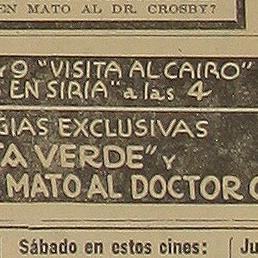 EN MATO AL DR. CROSBY?
Y 9 "VISITA AL CAIRO"
EN SIRIA" a las 4
GIAS EXCLUSIVAS
TA VERDE" Y
MATO AL DOCTOR C
Sábado en estos cines:
Ju